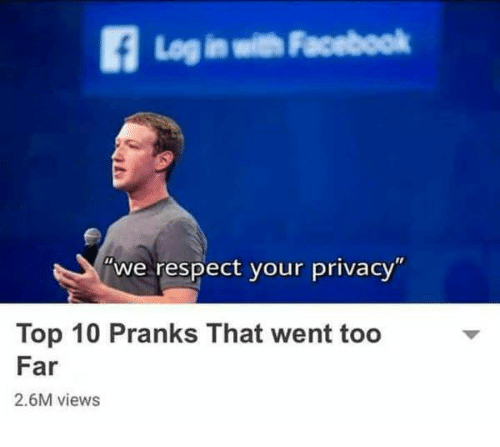 f Log in with Facebook
"we respect your privacy"
Top 10 Pranks That went too
Far
2.6M views